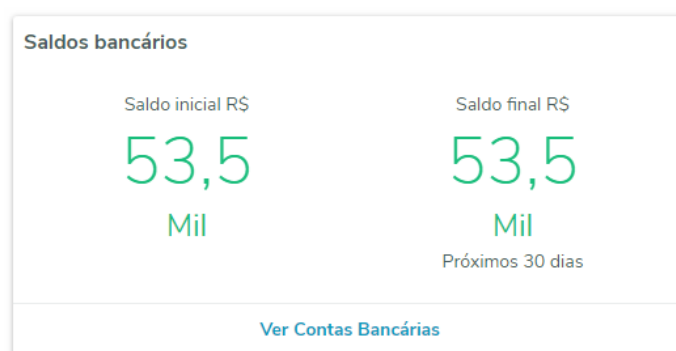 Saldos bancários
Saldo inicial R$
Saldo final R$
53,5
53,5
Mil
Mil
Próximos 30 dias
Ver Contas Bancárias